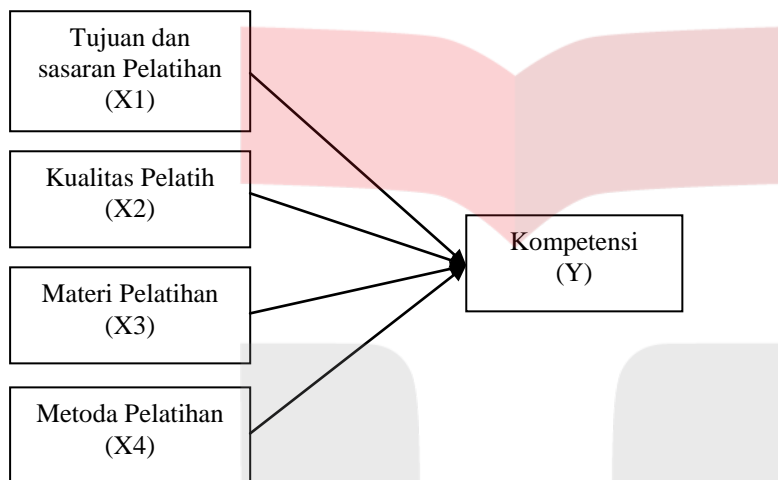 Tujuan dan
sasaran Pelatihan
(X1)
Kualitas Pelatih
(X2)
Materi Pelatihan
(X3)
Metoda Pelatihan
(X4)
Kompetensi
(Y)